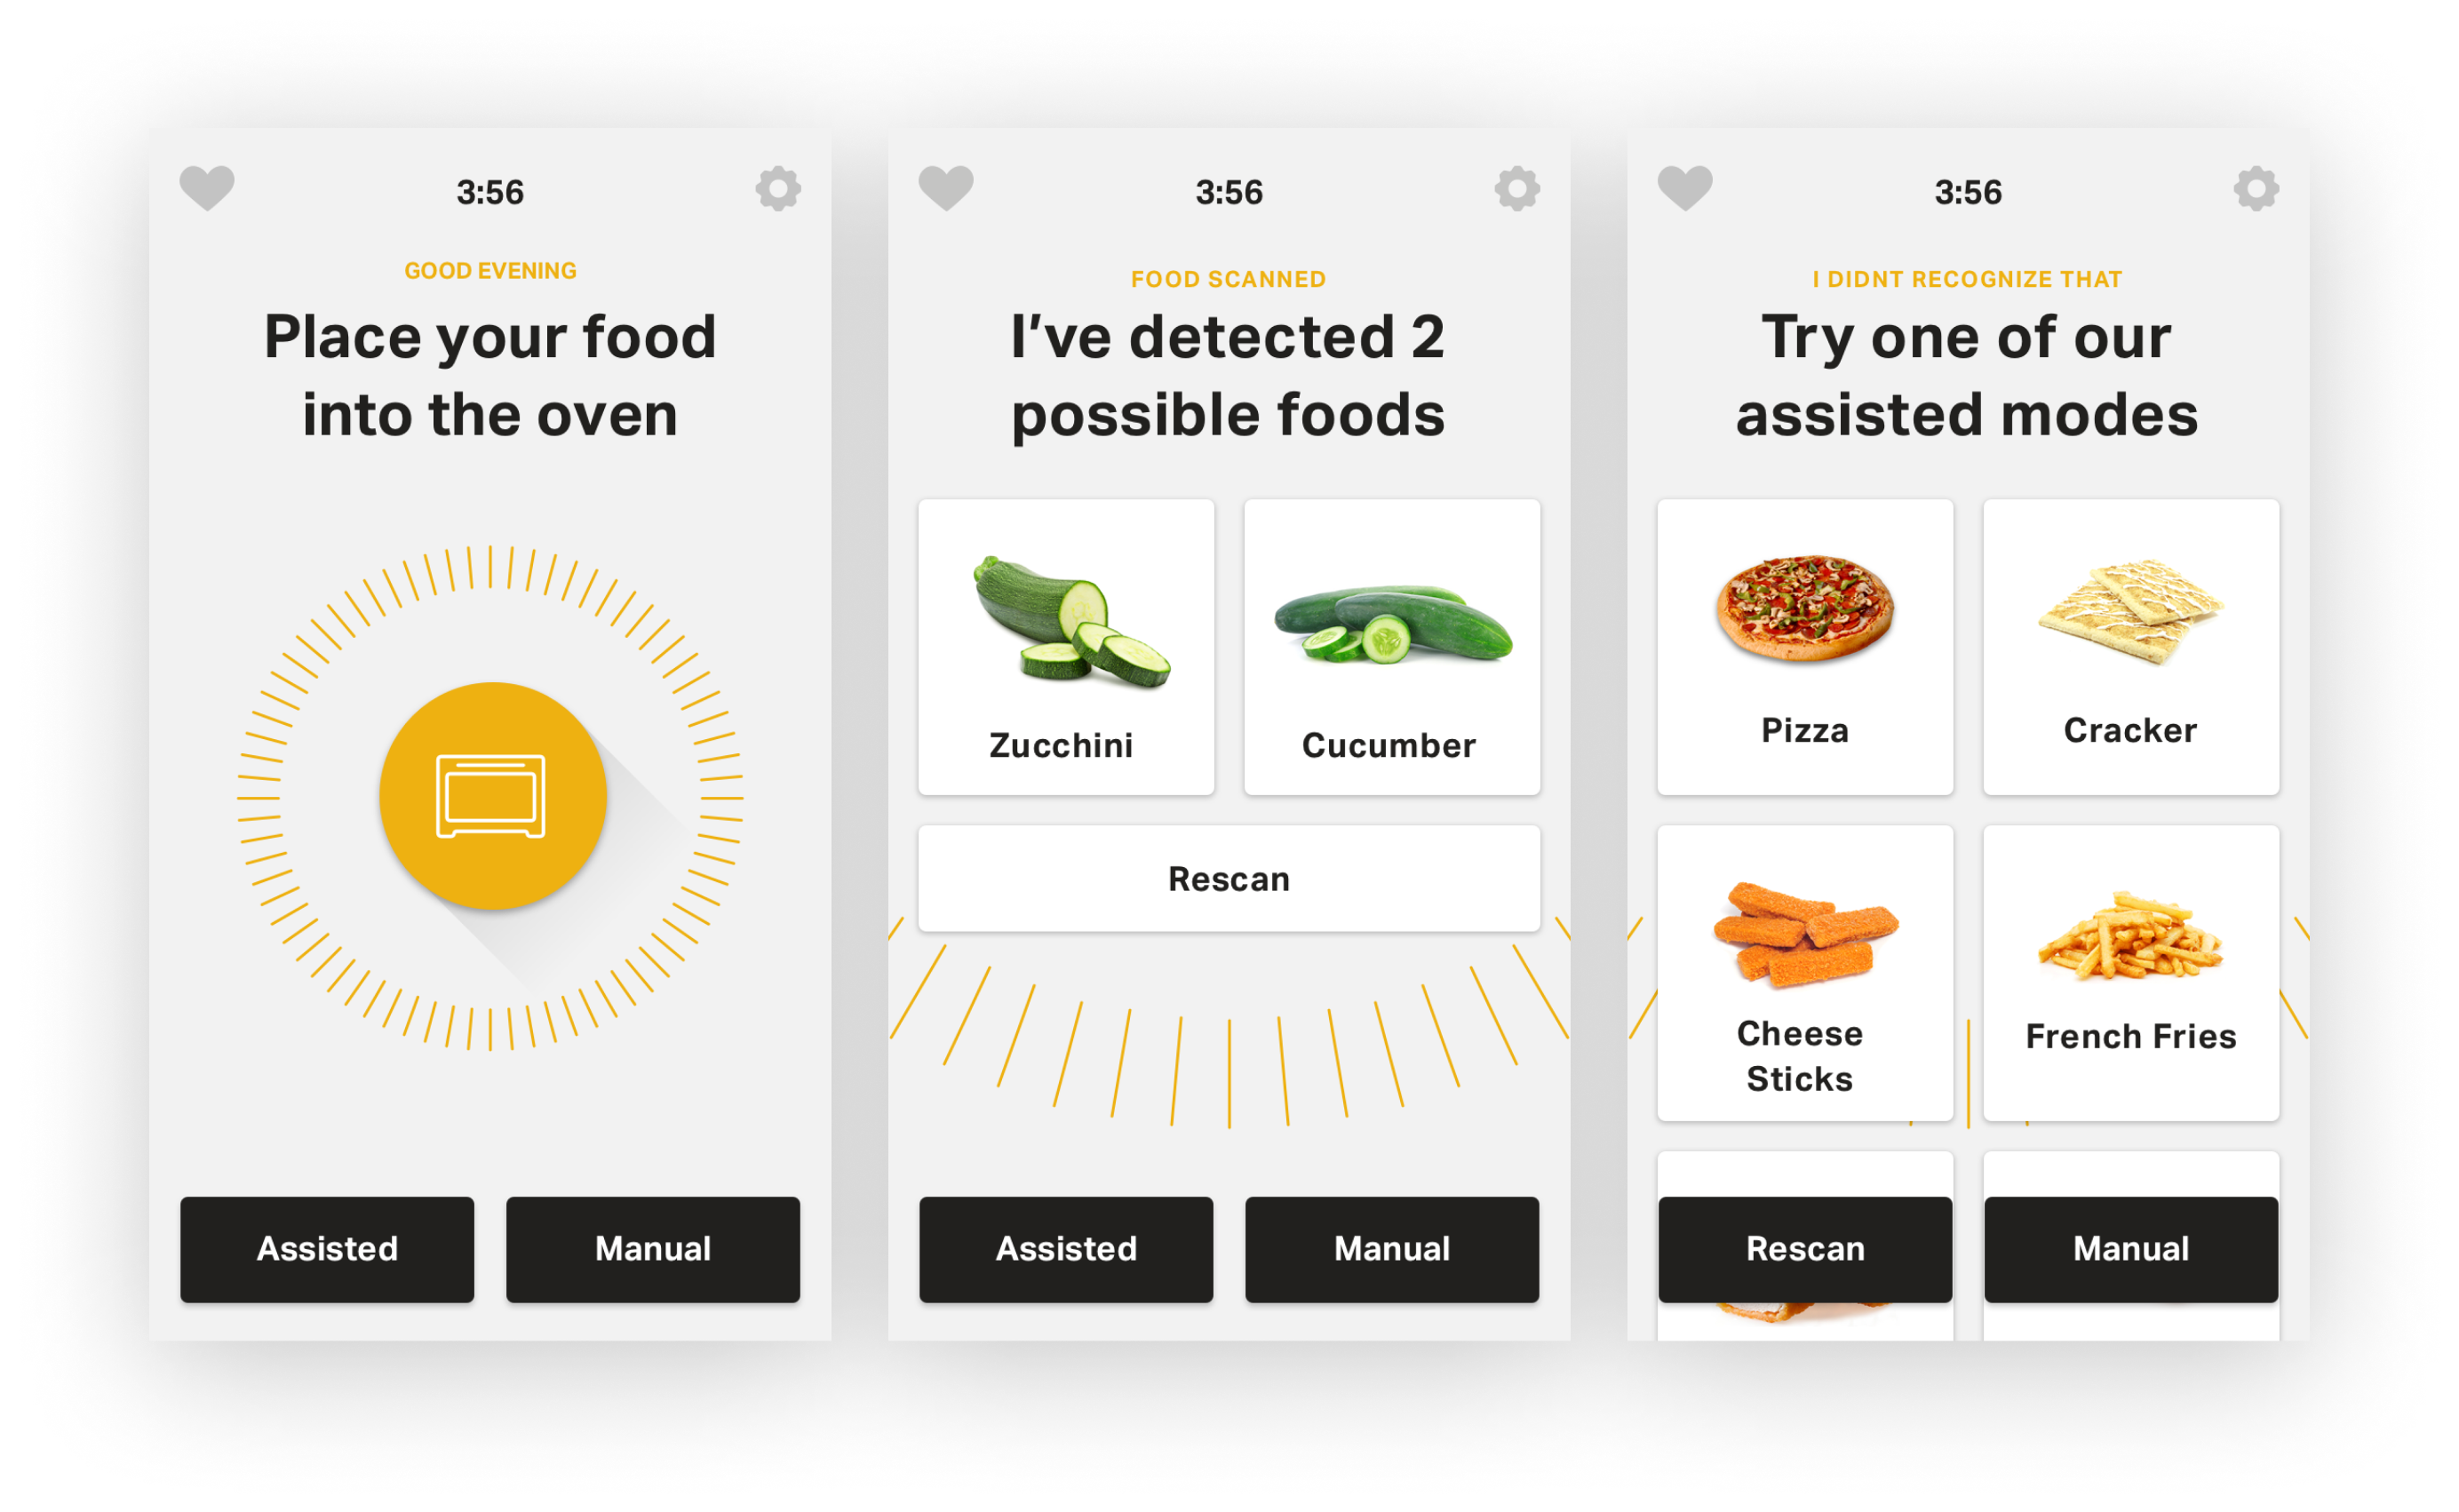 3:56
GOOD EVENING
Place your food
into the oven
Assisted
Manual
3:56
FOOD SCANNED
I've detected 2
possible foods
Zucchini
Cucumber
Rescan
Assisted
Manual
3:56
I DIDNT RECOGNIZE THAT
Try one of our
assisted modes
Pizza
Cracker
Cheese
Sticks
French Fries
Rescan
Manual